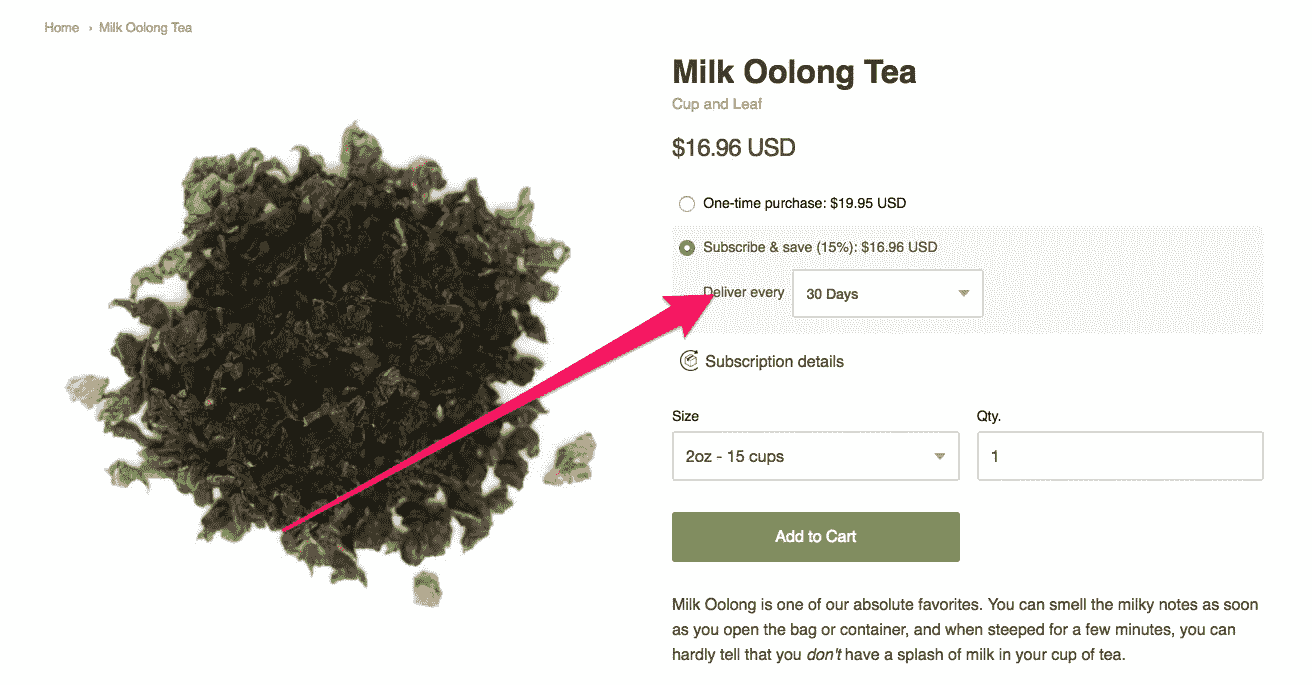 Home › Milk Oolong Tea
Milk Oolong Tea
Cup and Leaf
$16.96 USD
One-time purchase: $19.95 USD
Subscribe & save (15%): $16.96 USD
Deliver every
30 Days
Subscription details
Size
Qty.
2oz - 15 cups
1
Add to Cart
Milk Oolong is one of our absolute favorites. You can smell the milky notes as soon
as you open the bag or container, and when steeped for a few minutes, you can
hardly tell that you don't have a splash of milk in your cup of tea.